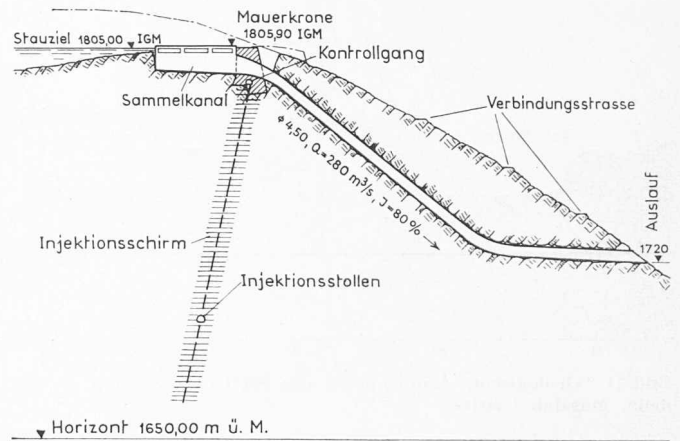 Mauerkrone
1805,90 IGM
Stauziel 1805,00 IGM
Kontrollgang
Sammelkanal
Verbindungsstrasse
ø 4,50, Q=280 m³/s, J=80%
Auslauf
1720
Injektionsschirm
Injektionsstollen
Horizont 1650,00 m ü. M.